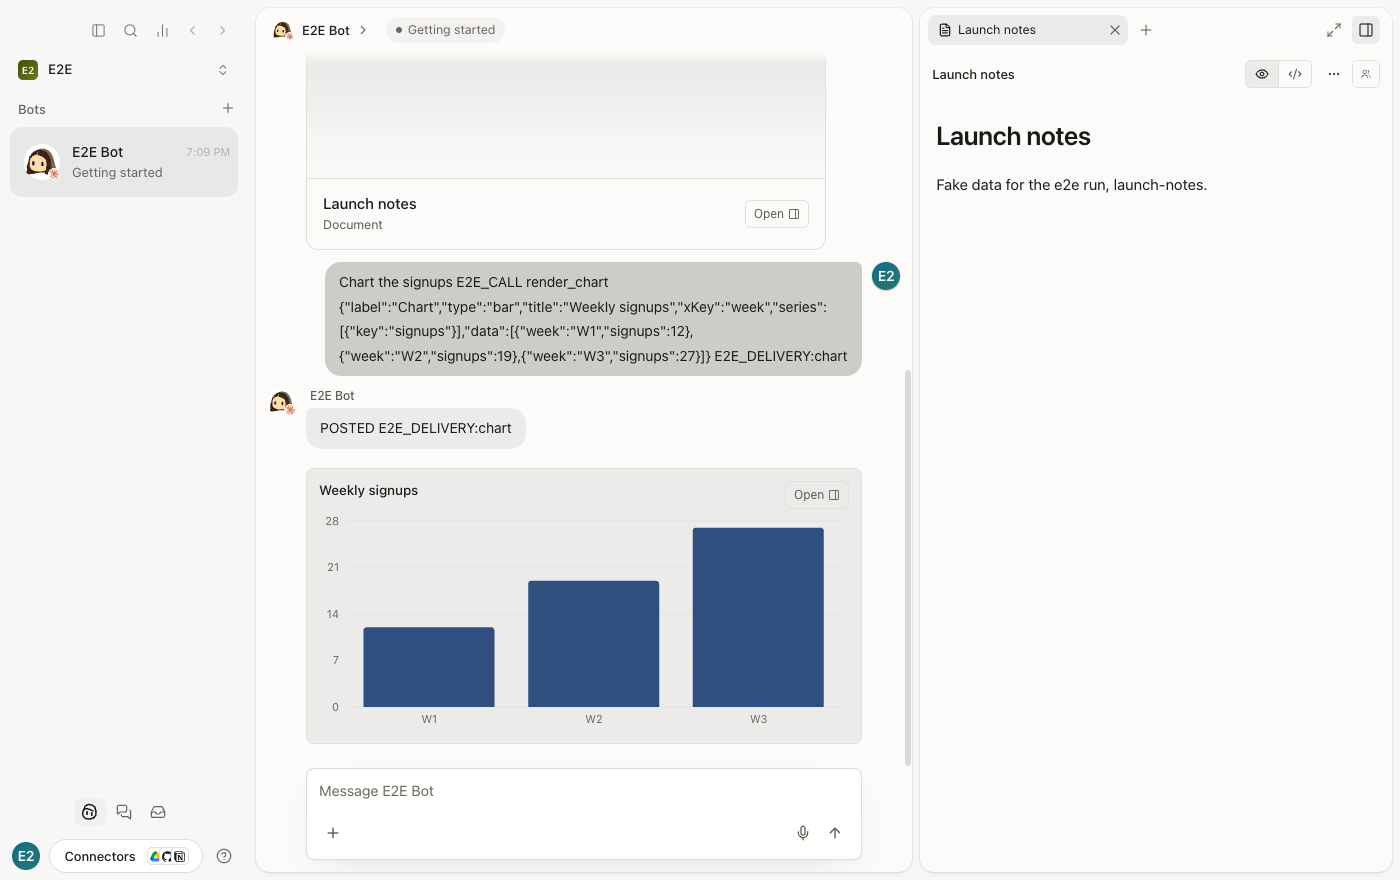 E2 E2E
Bots
E2E Bot 7:09 PM
Getting started
E2 Connectors
E2E Bot Getting started
Launch notes
Document
Open
Chart the signups E2E_CALL render_chart
{"label":"Chart","type":"bar","title":"Weekly signups","xKey":"week","series":
[{"key":"signups"}],"data":[{"week":"W1","signups":12},
{"week":"W2","signups":19},{"week":"W3","signups":27}]} E2E_DELIVERY:chart
E2
E2E Bot
POSTED E2E_DELIVERY:chart
Weekly signups
Open
28
21
14
7
0
W1 W2 W3
Message E2E Bot
Launch notes
Launch notes
Launch notes
Fake data for the e2e run, launch-notes.